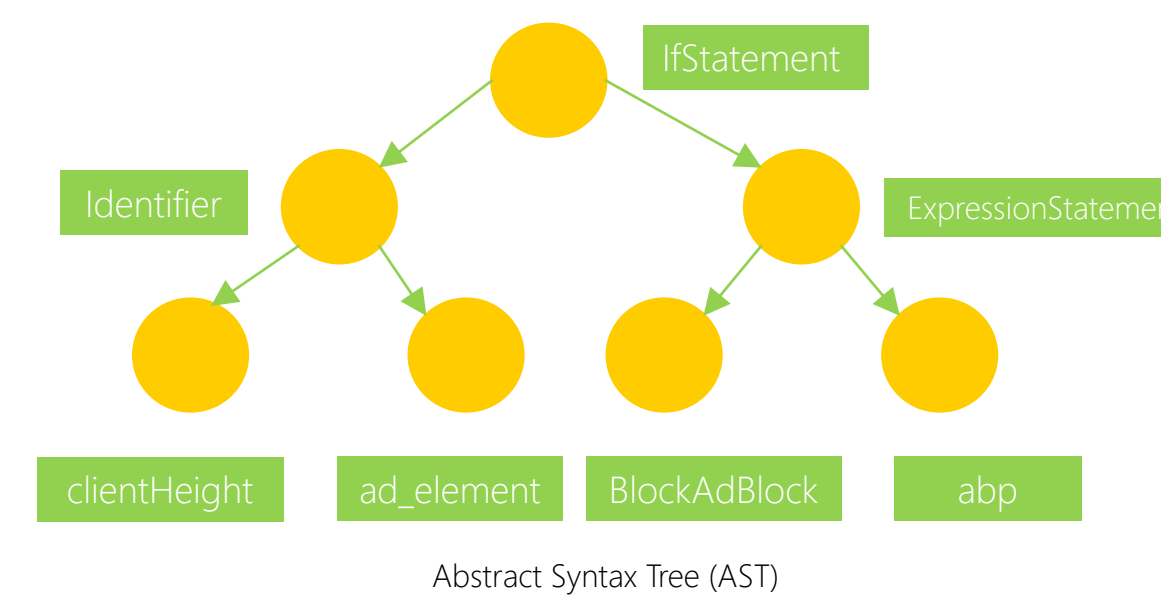 IfStatement
Identifier
ExpressionStatemen
clientHeight
ad_element
BlockAdBlock
abp
Abstract Syntax Tree (AST)